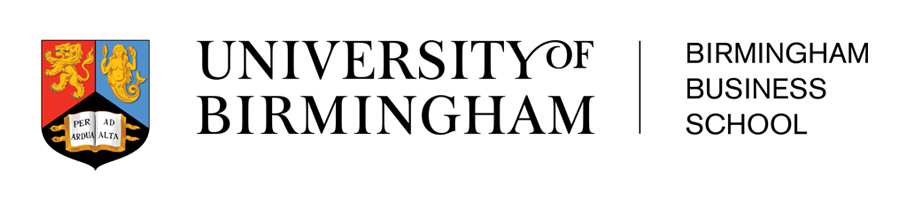 PER AD
ARDUA ALTA
UNIVERSITY OF
BIRMINGHAM
BIRMINGHAM
BUSINESS
SCHOOL